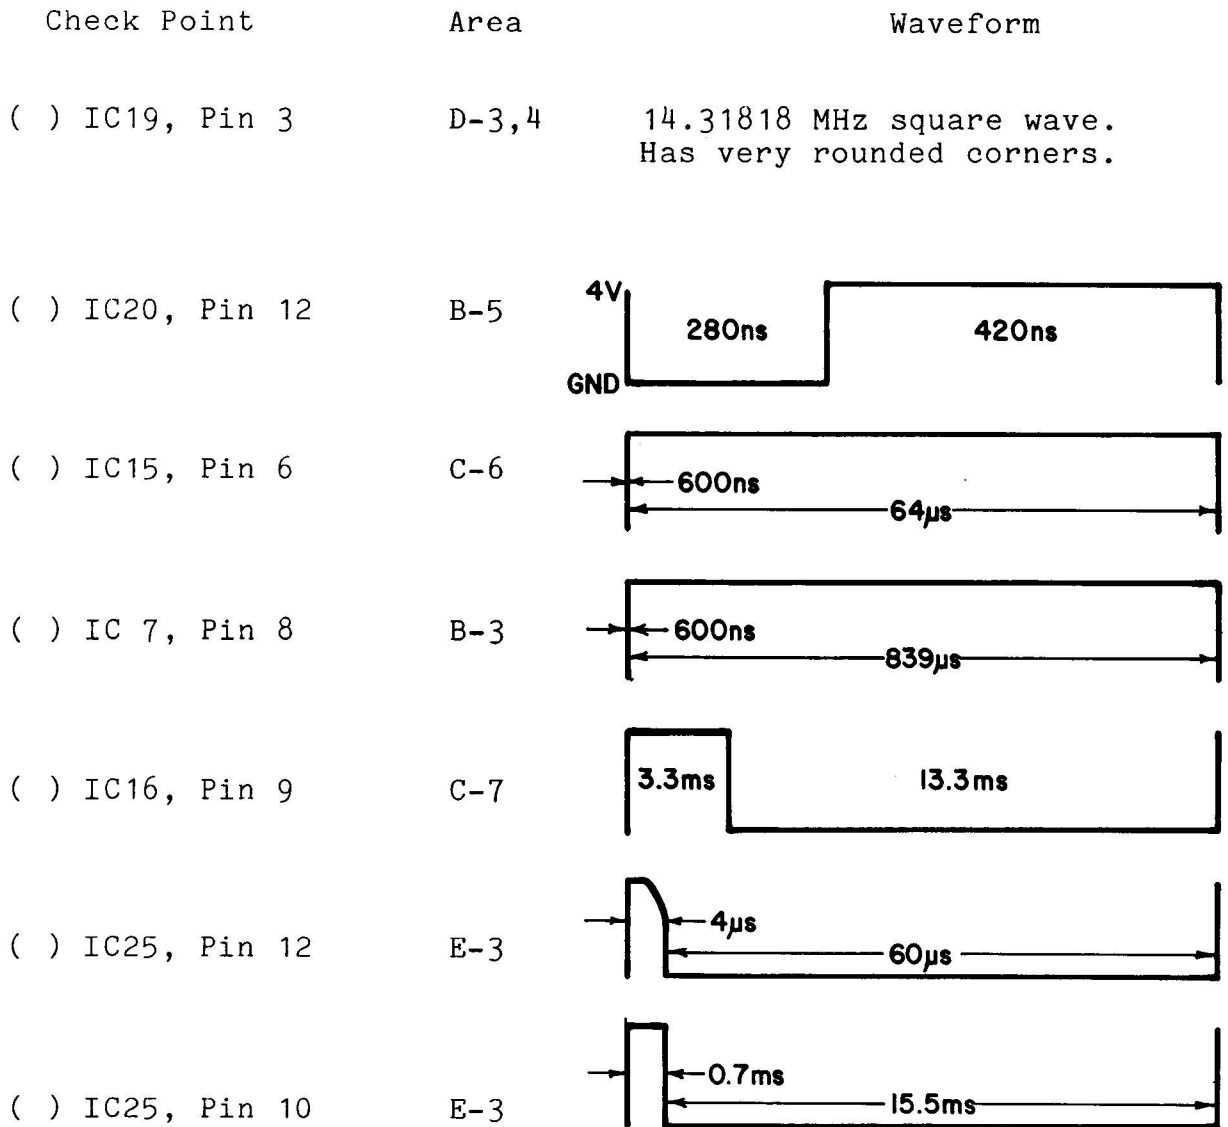 Check Point Area Waveform
( ) IC19, Pin 3 D-3,4 14.31818 MHz square wave.
Has very rounded corners.
( ) IC20, Pin 12 B-5 4V 280ns 420ns
GND
( ) IC15, Pin 6 C-6 600ns
64µs
( ) IC 7, Pin 8 B-3 600ns
839µs
( ) IC16, Pin 9 C-7 3.3ms 13.3ms
( ) IC25, Pin 12 E-3 4µs
60µs
( ) IC25, Pin 10 E-3 0.7ms
15.5ms